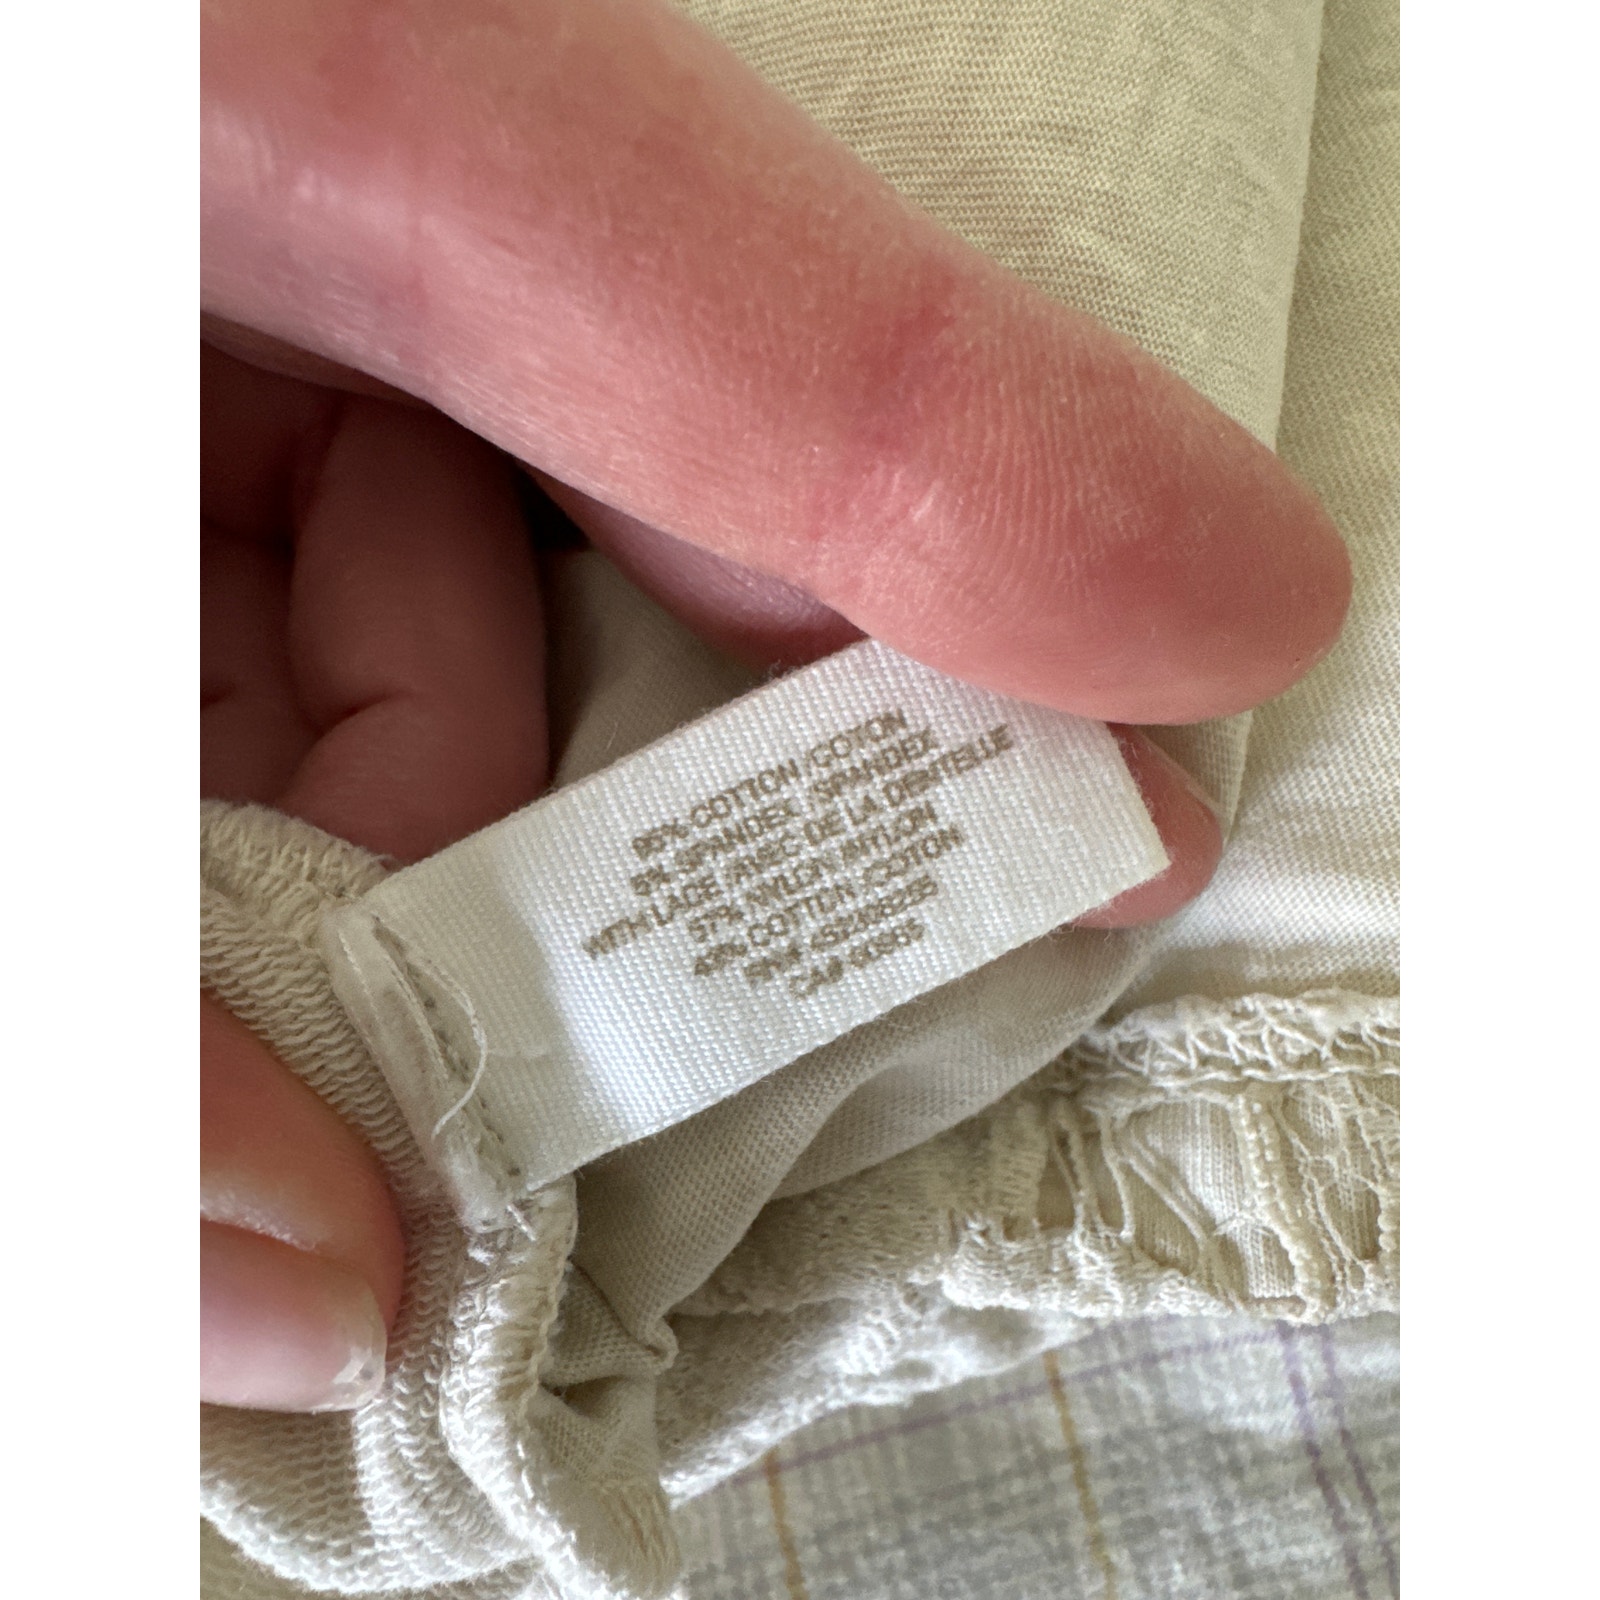 95% COTTON /COTON
5% SPANDEX /SPANDEX
WITH LACE /AVEC DE LA DENTELLE
57% NYLON /NYLON
43% COTTON /COTON
RN#
CA#